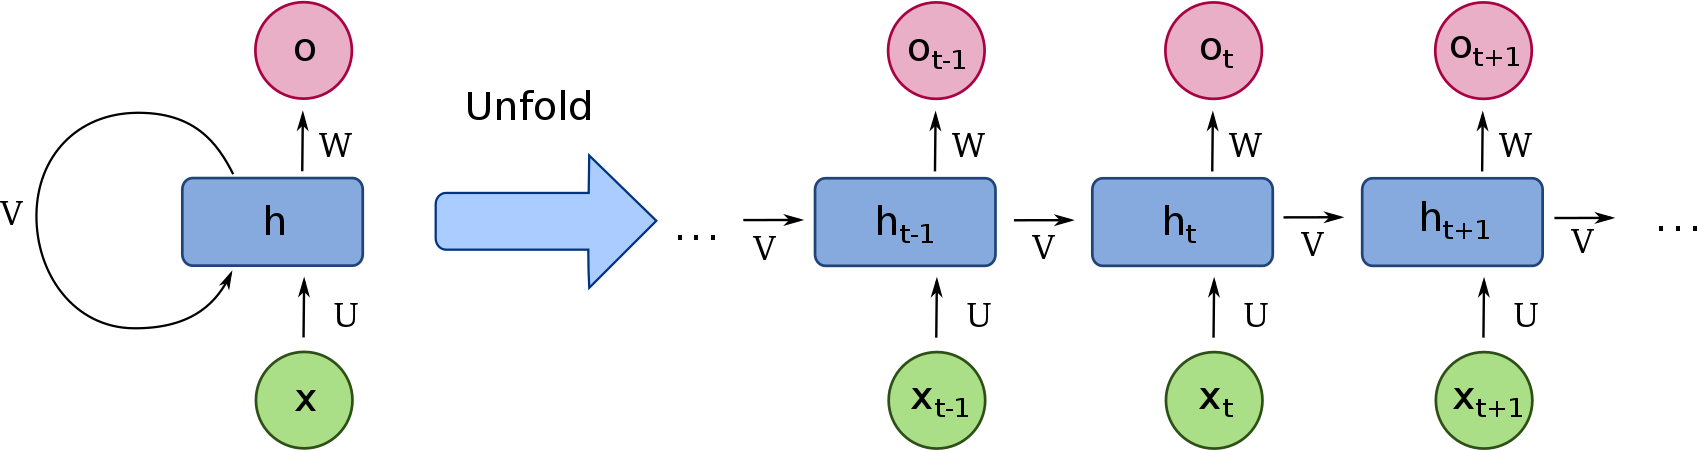 o
o_{t-1}
o_t
o_{t+1}
Unfold
W
W
W
W
V
h
...
V
h_{t-1}
V
h_t
V
h_{t+1}
V
...
U
U
U
U
x
x_{t-1}
x_t
x_{t+1}